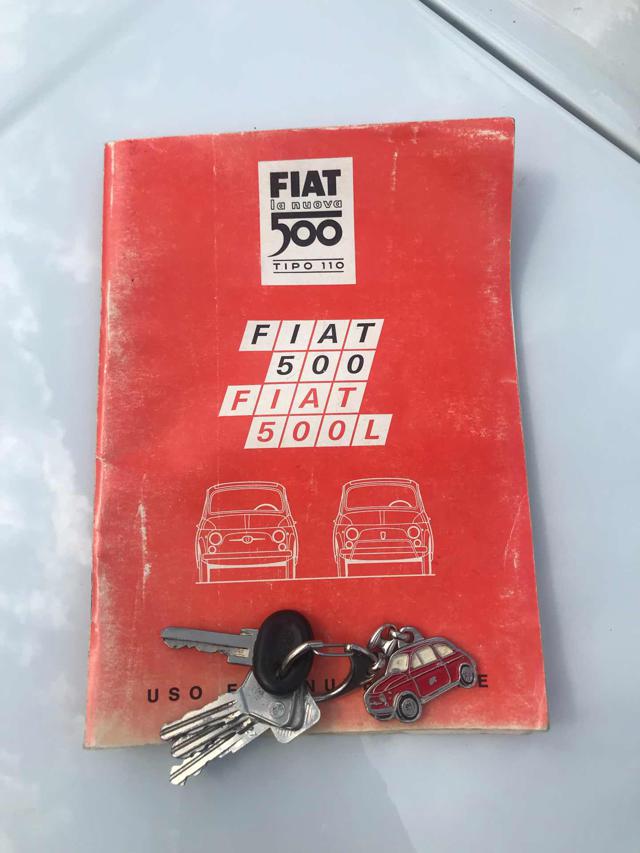 FIAT
la nuova
500
TIPO 110
FIAT
500
FIAT
500L
USO E